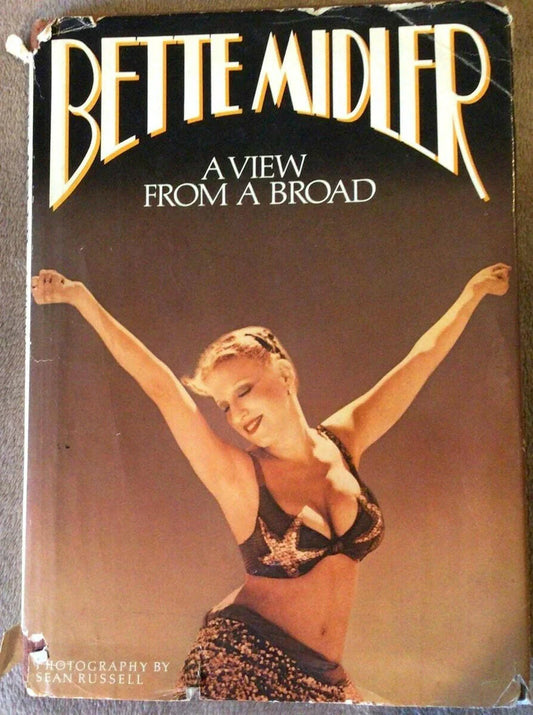 BETTE MIDLER
A VIEW
FROM A BROAD
PHOTOGRAPHY BY
SEAN RUSSELL